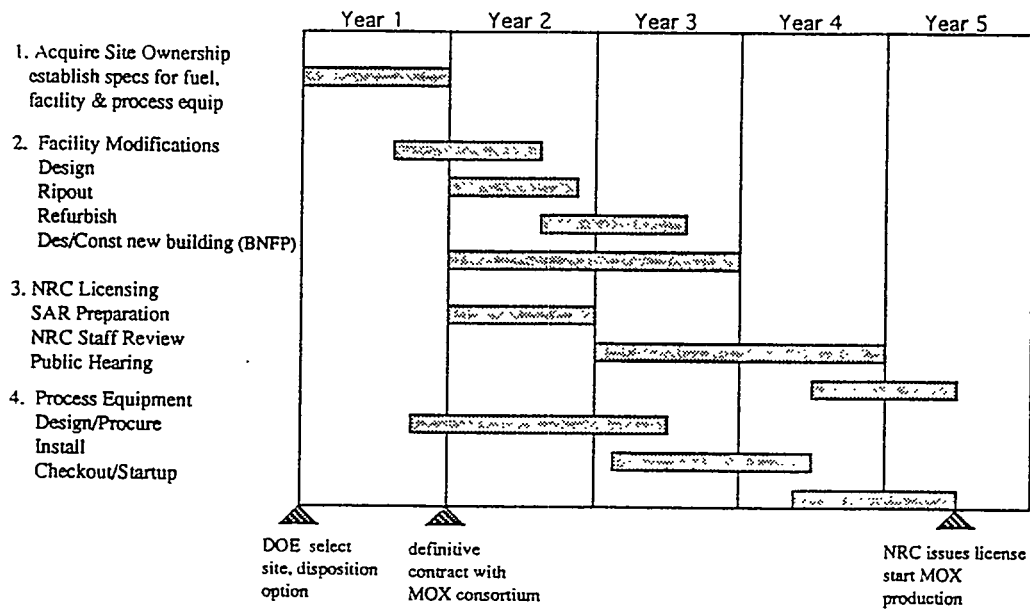 Year 1 Year 2 Year 3 Year 4 Year 5
1. Acquire Site Ownership
establish specs for fuel,
facility & process equip
2. Facility Modifications
Design
Ripout
Refurbish
Des/Const new building (BNFP)
3. NRC Licensing
SAR Preparation
NRC Staff Review
Public Hearing
4. Process Equipment
Design/Procure
Install
Checkout/Startup
DOE select
site, disposition
option
definitive
contract with
MOX consortium
NRC issues license
start MOX
production